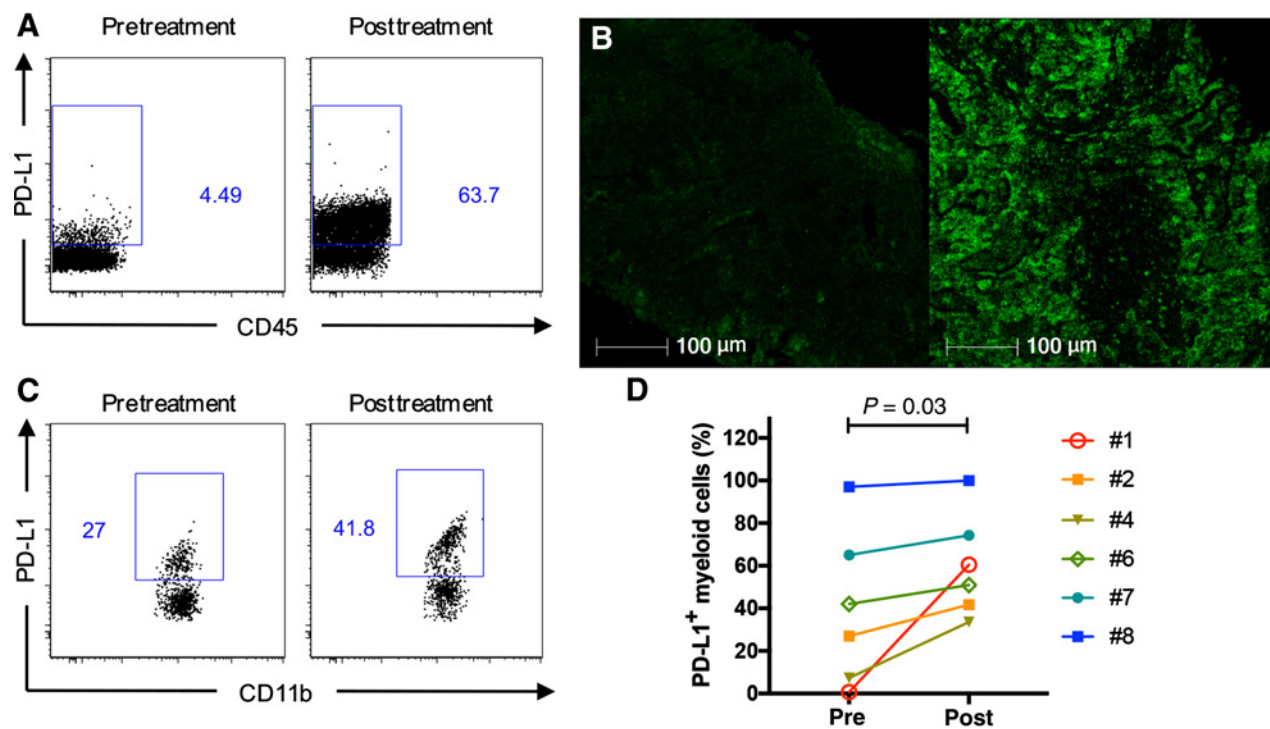 A
Pretreatment
Posttreatment
PD-L1
4.49
63.7
CD45
B
100 µm
100 µm
C
Pretreatment
Posttreatment
PD-L1
27
41.8
CD11b
D
P = 0.03
PD-L1+ myeloid cells (%)
120
100
80
60
40
20
0
Pre
Post
#1
#2
#4
#6
#7
#8